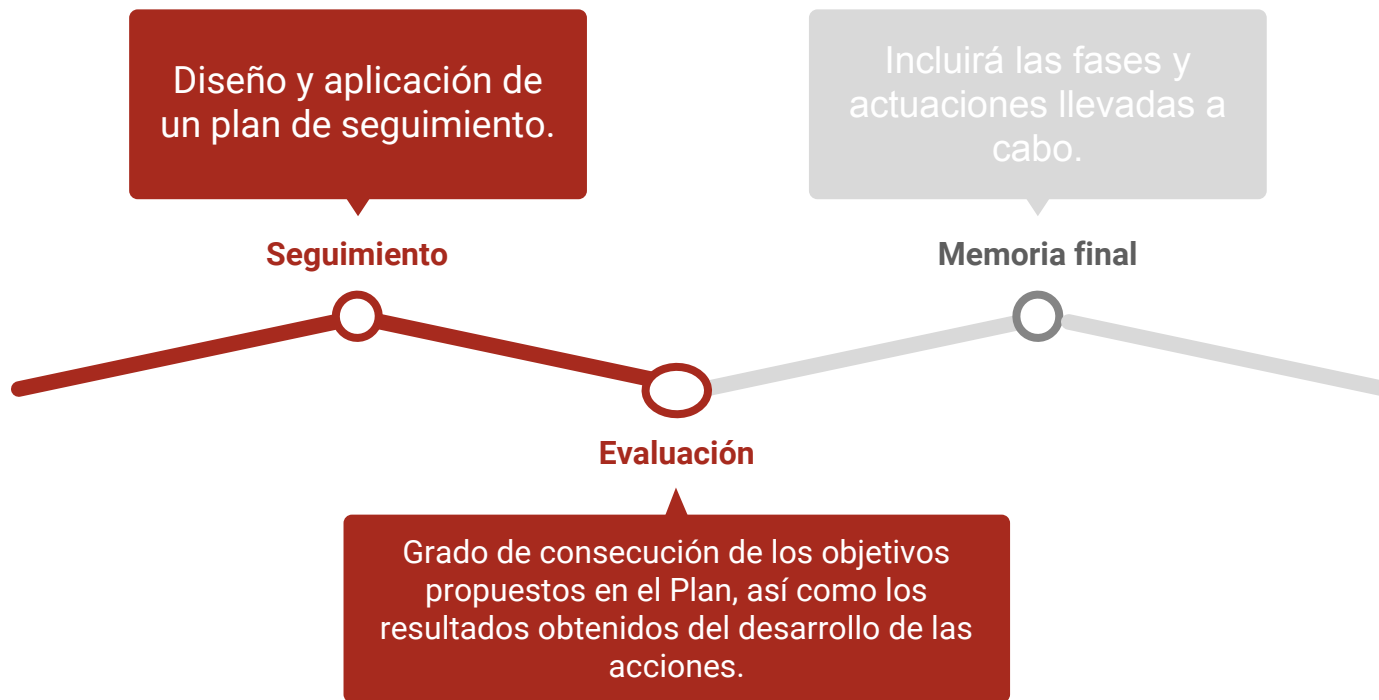 Diseño y aplicación de
un plan de seguimiento.
Seguimiento
Incluirá las fases y
actuaciones llevadas a
cabo.
Memoria final
Evaluación
Grado de consecución de los objetivos
propuestos en el Plan, así como los
resultados obtenidos del desarrollo de las
acciones.